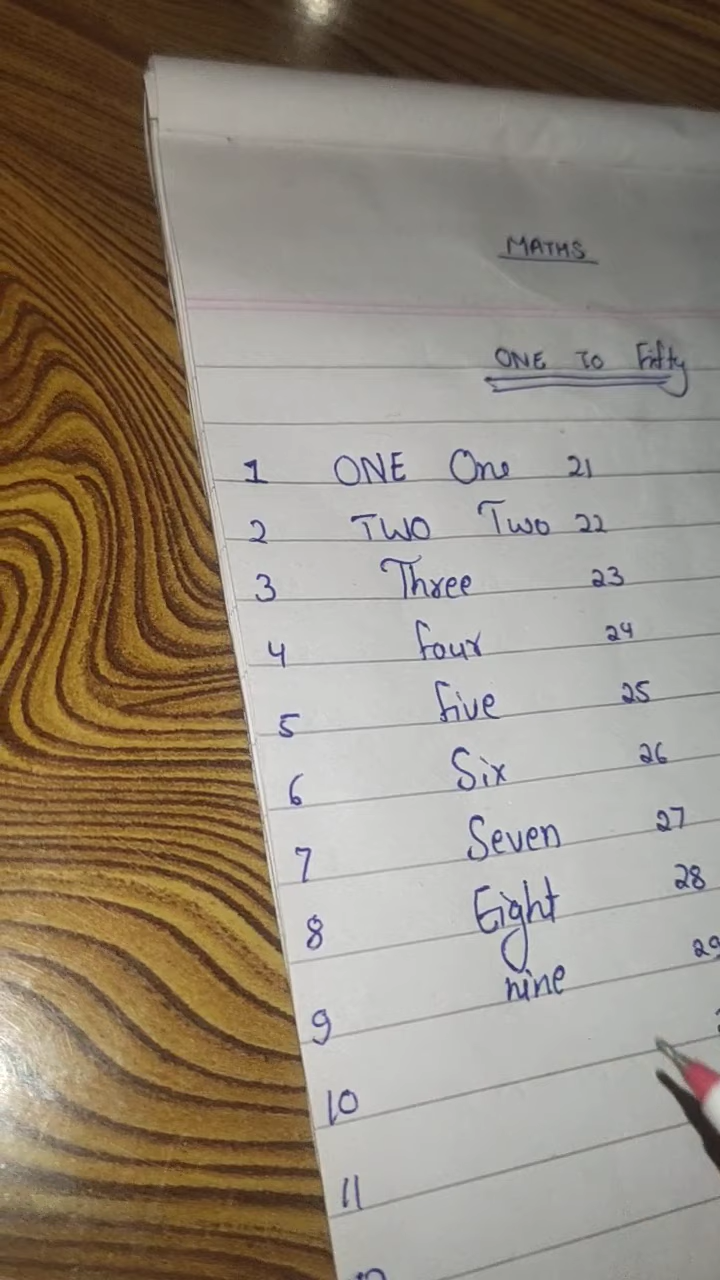 MATHS
ONE TO Fifty
1 ONE One 21
2 TWO Two 22
3 Three 23
4 four 24
5 five 25
6 Six 26
7 Seven 27
8 Eight 28
9 nine 29
10
11